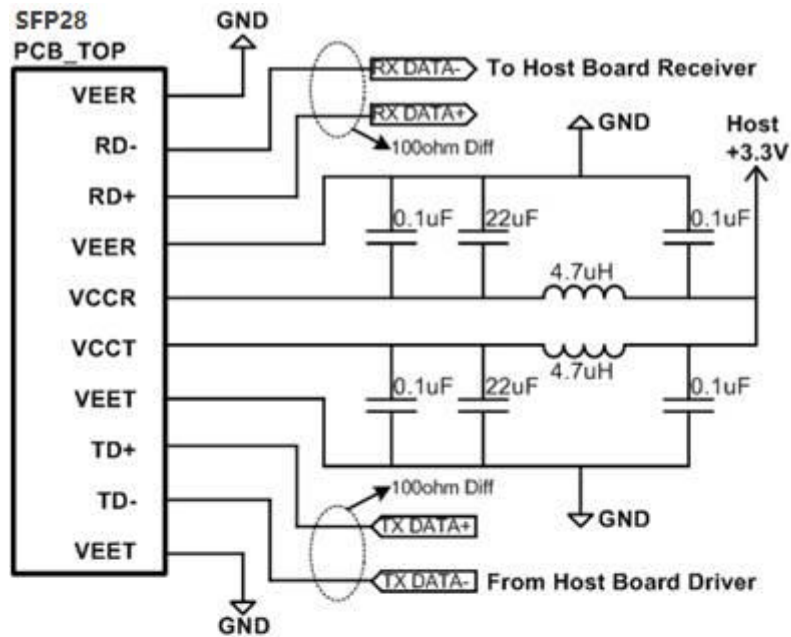 SFP28
PCB_TOP
GND
VEER
RD-
RD+
VEER
VCCR
VCCT
VEET
TD+
TD-
VEET
GND
RX DATA-
To Host Board Receiver
RX DATA+
100ohm Diff
GND
Host
+3.3V
0.1uF
22uF
0.1uF
4.7uH
4.7uH
0.1uF
22uF
0.1uF
100ohm Diff
GND
TX DATA+
TX DATA-
From Host Board Driver